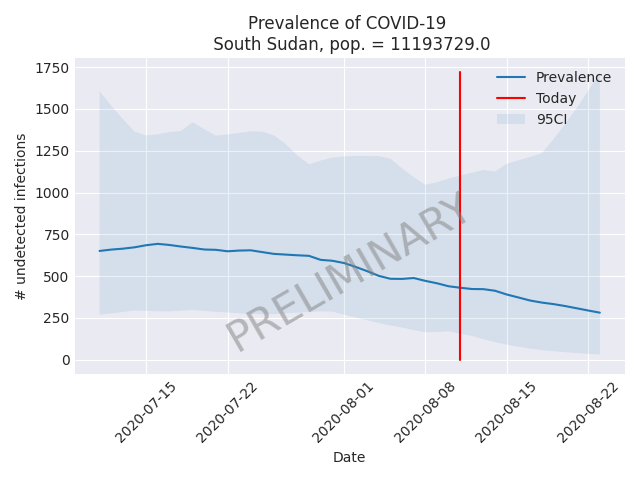 Prevalence of COVID-19
South Sudan, pop. = 11193729.0
1750
1500
1250
1000
750
500
250
0
# undetected infections
Prevalence
Today
95CI
PRELIMINARY
2020-07-15
2020-07-22
2020-08-01
2020-08-08
2020-08-15
2020-08-22
Date